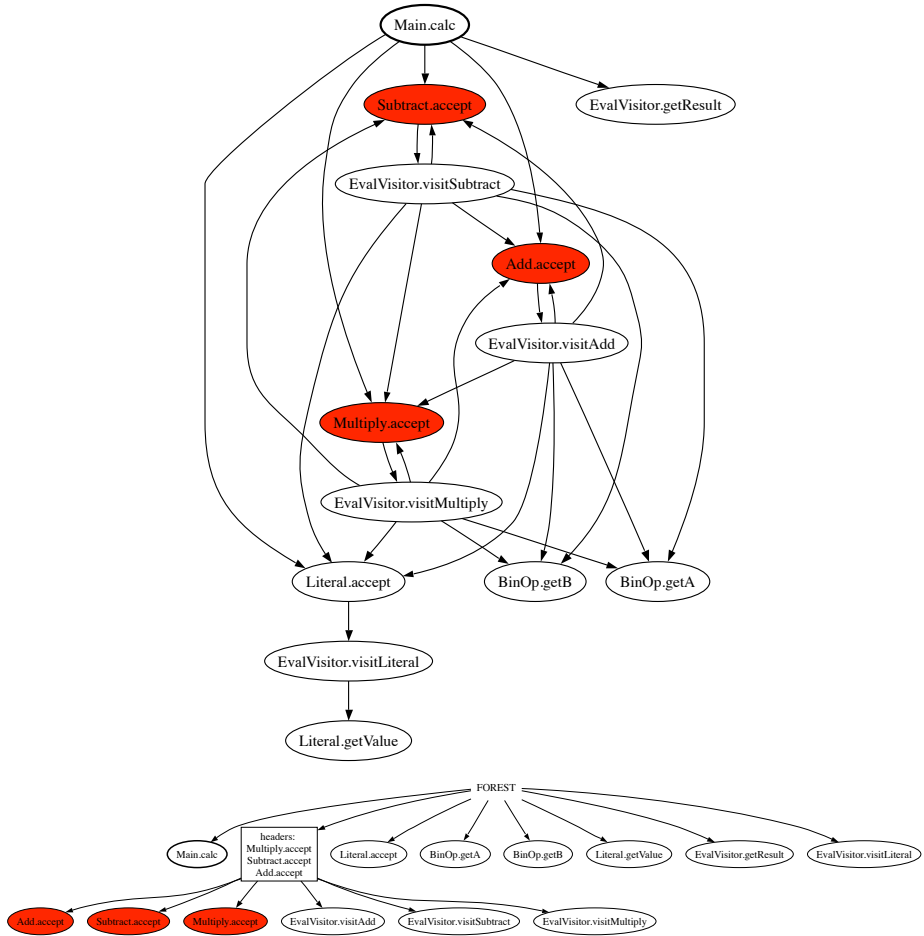 Main.calc
Subtract.accept
EvalVisitor.getResult
EvalVisitor.visitSubtract
Add.accept
EvalVisitor.visitAdd
Multiply.accept
EvalVisitor.visitMultiply
Literal.accept
BinOp.getB
BinOp.getA
EvalVisitor.visitLiteral
Literal.getValue
FOREST
Main.calc
headers:
Multiply.accept
Subtract.accept
Add.accept
Literal.accept
BinOp.getA
BinOp.getB
Literal.getValue
EvalVisitor.getResult
EvalVisitor.visitLiteral
Add.accept
Subtract.accept
Multiply.accept
EvalVisitor.visitAdd
EvalVisitor.visitSubtract
EvalVisitor.visitMultiply